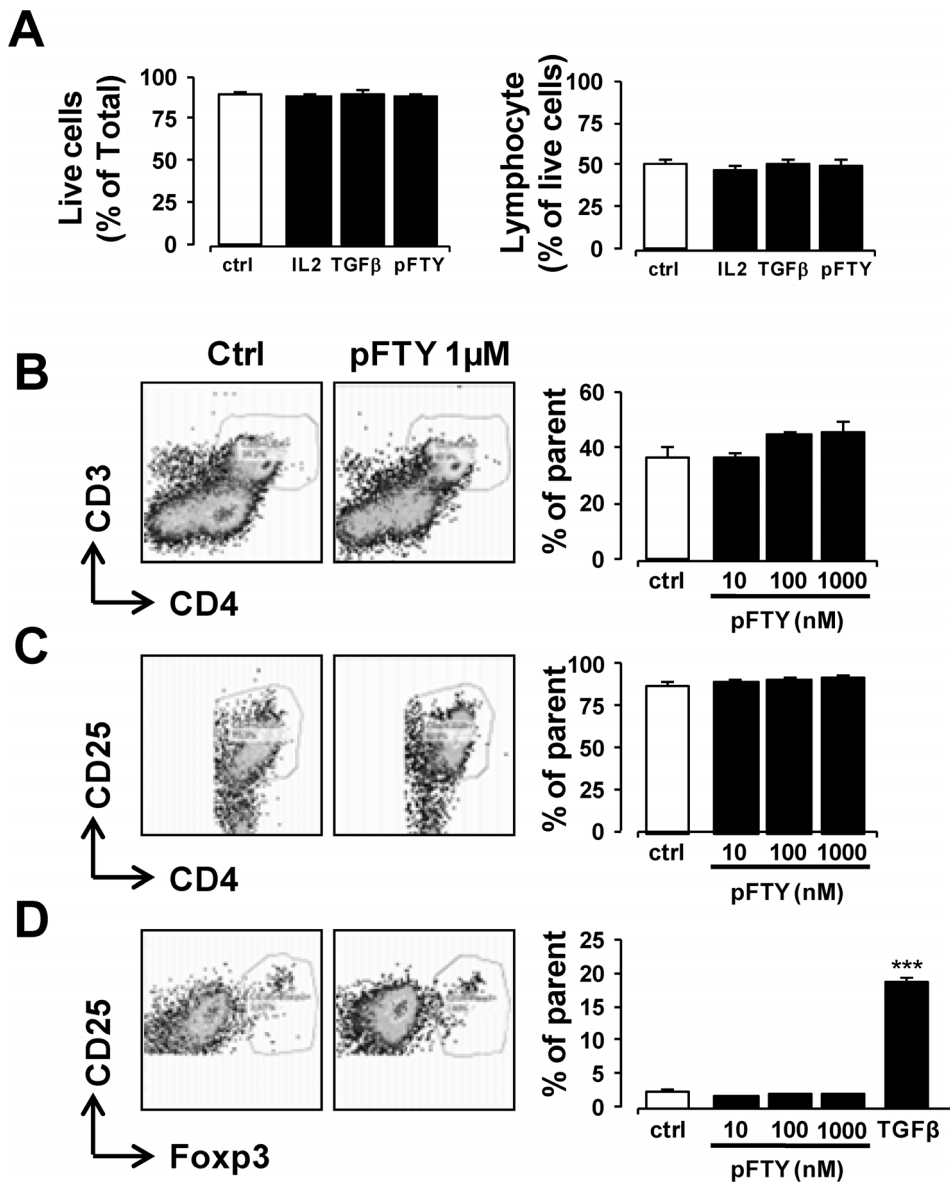 A
Live cells
(% of Total)
100
75
50
25
0
ctrl IL2 TGFβ pFTY
Lymphocyte
(% of live cells)
100
75
50
25
0
ctrl IL2 TGFβ pFTY
B
Ctrl pFTY 1μM
CD3
CD4
% of parent
60
40
20
0
ctrl 10 100 1000
pFTY (nM)
C
CD25
CD4
% of parent
100
75
50
25
0
ctrl 10 100 1000
pFTY (nM)
D
CD25
Foxp3
% of parent
25
20
15
10
5
0
***
ctrl 10 100 1000 TGFβ
pFTY (nM)